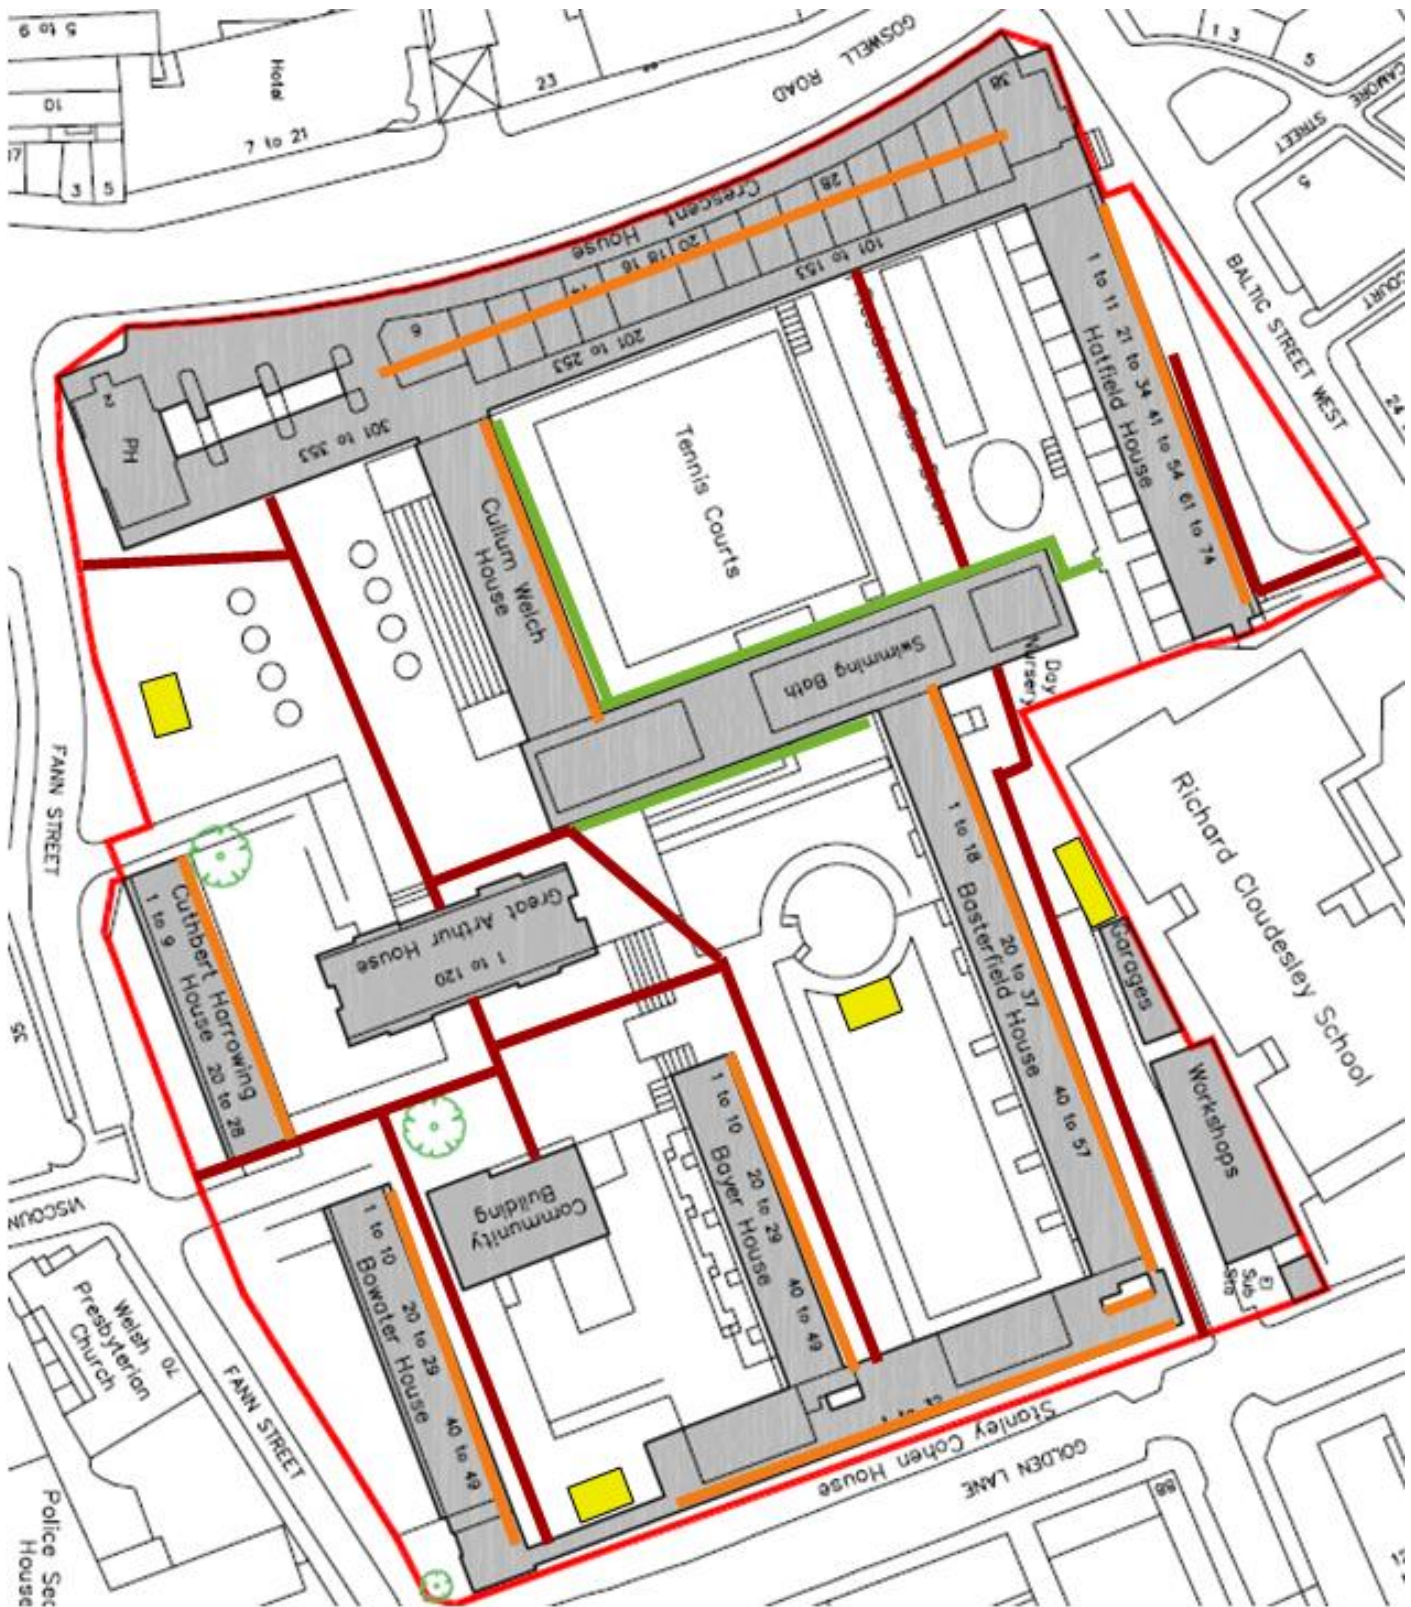 5 to 9
10
3
5
Hotel
7 to 21
23
GOSWELL
ROAD
1 3
5
SYCAMORE
STREET
5
COURT
24
BALTIC STREET WEST
38
28
20
18
16
6
Crescent House
101 to 153
201 to 253
301 to 353
2
PH
1 to 11
21 to 34
41 to 54
61 to 74
Hatfield House
Tennis Courts
Cullum Welch
House
Swimming Bath
Day
Nursery
Richard Cloudesley School
Garages
Workshops
El
Sub
Sta
1 to 18
20 to 37
40 to 57
Basterfield House
FANN STREET
Cuthbert Harrowing
House
1 to 9
20 to 28
Great Arthur House
1 to 120
35
1 to 10
20 to 29
40 to 49
Bayer House
Community
Building
1 to 10
20 to 29
40 to 49
Bowater House
Stanley Cohen House
GOLDEN LANE
88
VISCOUN
Welsh
Presbyterian
Church
70
FANN STREET
Police Sec
House